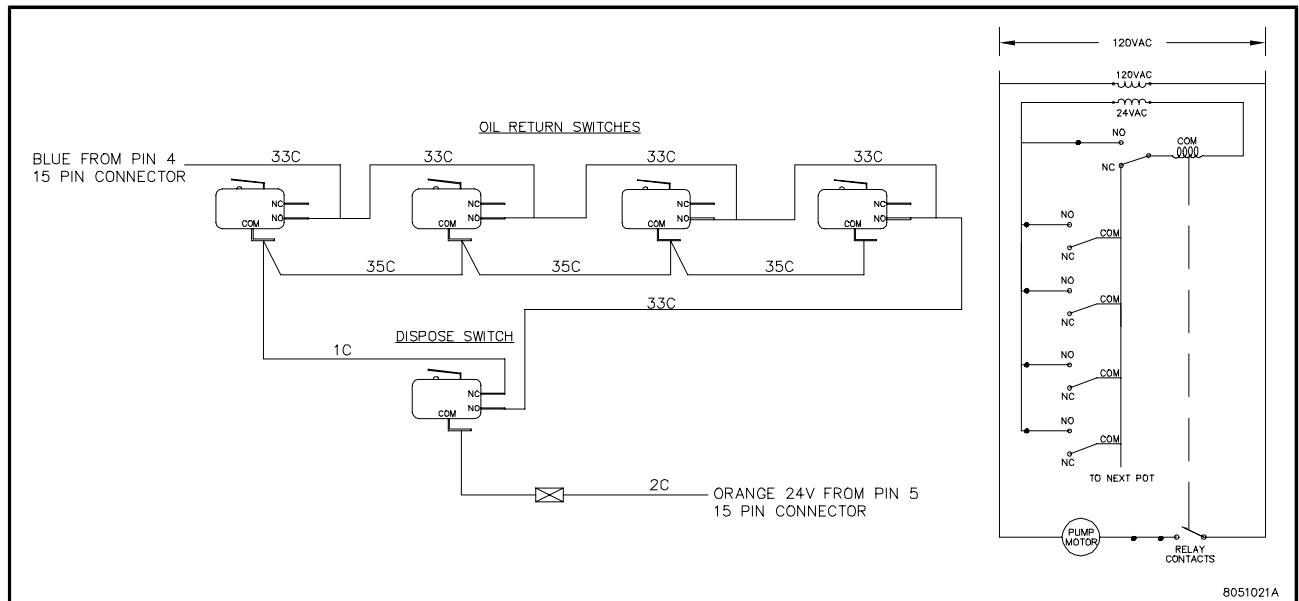 OIL RETURN SWITCHES
BLUE FROM PIN 4
15 PIN CONNECTOR
33C
33C
33C
33C
NC
NO
COM
NC
NO
COM
NC
NO
COM
NC
NO
COM
35C
35C
35C
33C
DISPOSE SWITCH
1C
NC
NO
COM
2C
ORANGE 24V FROM PIN 5
15 PIN CONNECTOR
120VAC
120VAC
24VAC
NO
COM
NC
NO
COM
NC
NO
COM
NC
NO
COM
NC
NO
COM
NC
TO NEXT POT
PUMP
MOTOR
RELAY
CONTACTS
8051021A